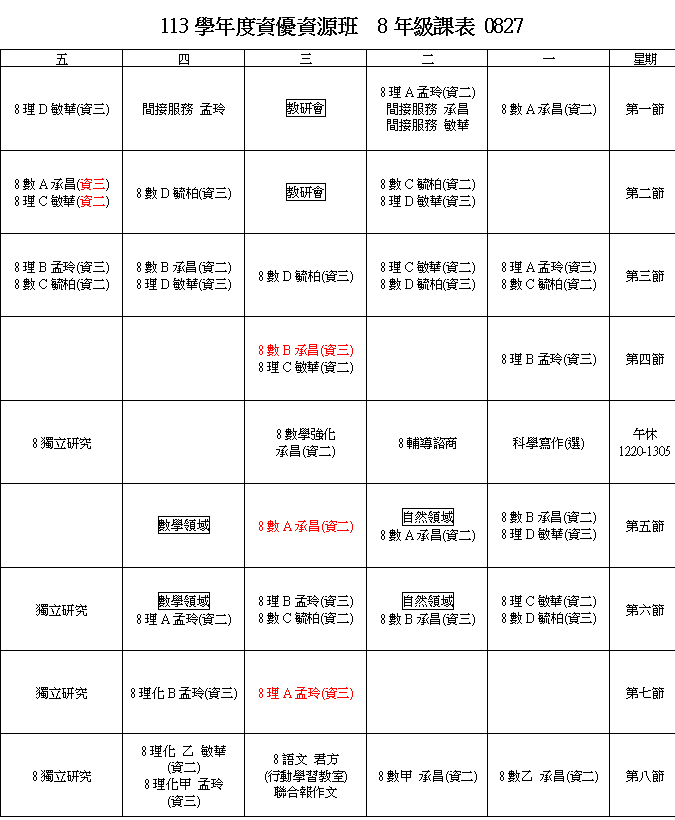 113 學年度資優資源班 8 年級課表 0827
五 四 三 二 一 星期
8 理 D 敏華(資三)
間接服務 孟玲
教研會
8 理 A 孟玲(資二)
間接服務 承昌
間接服務 敏華
8 數 A 承昌(資二)
第一節
8 數 A 承昌(資三)
8 理 C 敏華(資二)
8 數 D 毓柏(資三)
教研會
8 數 C 毓柏(資二)
8 理 D 敏華(資三)
第二節
8 理 B 孟玲(資三)
8 數 C 毓柏(資二)
8 數 B 承昌(資二)
8 理 D 敏華(資三)
8 數 D 毓柏(資三)
8 理 C 敏華(資二)
8 數 D 毓柏(資三)
8 理 A 孟玲(資三)
8 數 C 毓柏(資二)
第三節
8 數 B 承昌(資三)
8 理 C 敏華(資二)
8 理 B 孟玲(資三)
第四節
8 獨立研究
8 數學強化
承昌(資二)
8 輔導諮商
科學寫作(選)
午休
1220-1305
數學領域
8 數 A 承昌(資二)
自然領域
8 數 A 承昌(資二)
8 數 B 承昌(資二)
8 理 D 敏華(資三)
第五節
獨立研究
數學領域
8 理 A 孟玲(資二)
8 理 B 孟玲(資三)
8 數 C 毓柏(資二)
自然領域
8 數 B 承昌(資三)
8 理 C 敏華(資二)
8 數 D 毓柏(資三)
第六節
獨立研究
8 理化 B 孟玲(資三)
8 理 A 孟玲(資三)
第七節
8 獨立研究
8 理化 乙 敏華
(資二)
8 理化甲 孟玲
(資三)
8 語文 君方
(行動學習教室)
聯合報作文
8 數甲 承昌(資二)
8 數乙 承昌(資二)
第八節